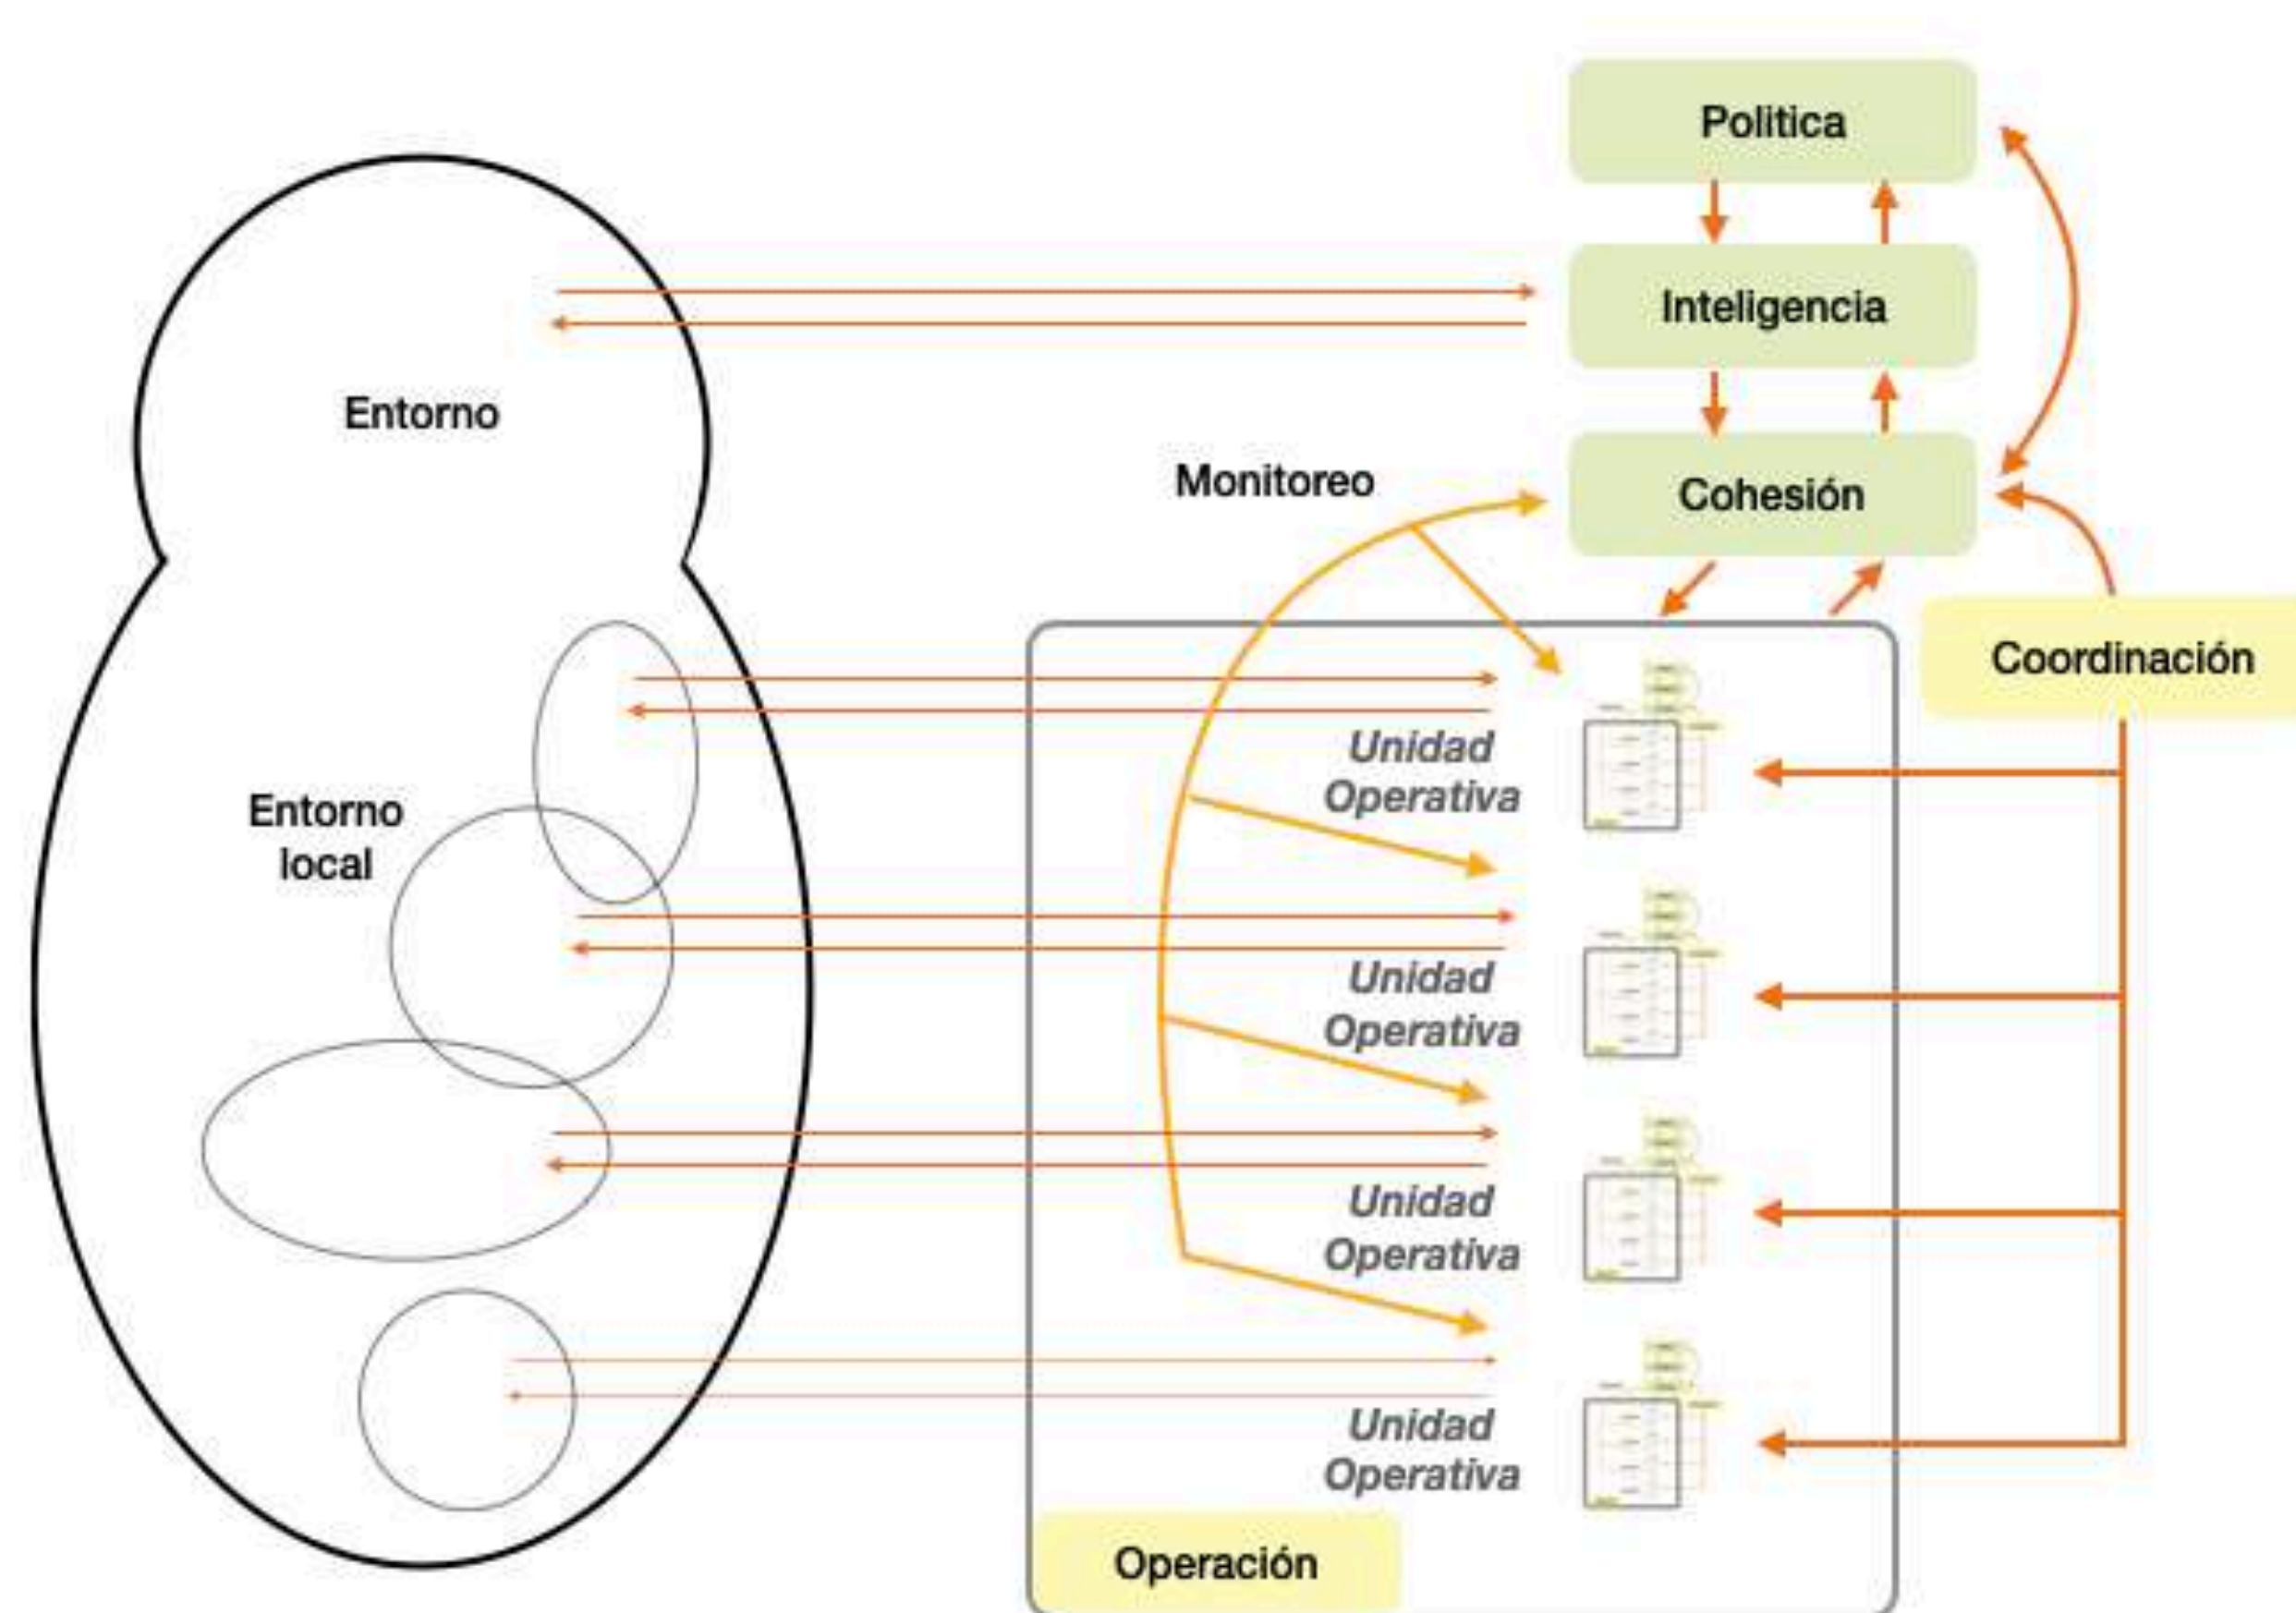 Politica
Inteligencia
Entorno
Monitoreo
Cohesión
Coordinación
Unidad
Operativa
Entorno
local
Unidad
Operativa
Unidad
Operativa
Unidad
Operativa
Operación